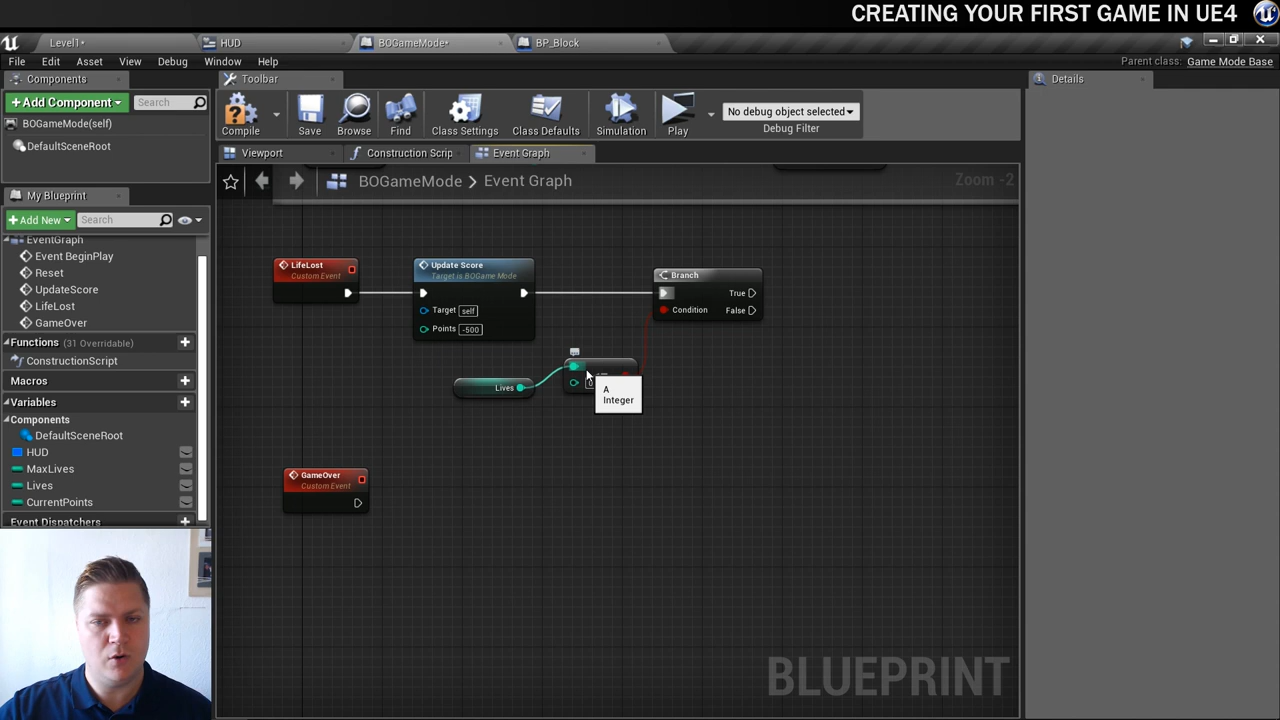 CREATING YOUR FIRST GAME IN UE4
Level1*
HUD
BOGameMode*
BP_Block
File Edit Asset View Debug Window Help
Parent class: Game Mode Base
Components
Toolbar
Details
+ Add Component
Search
BOGameMode(self)
DefaultSceneRoot
Compile
Save
Browse
Find
Class Settings
Class Defaults
Simulation
Play
No debug object selected
Debug Filter
Viewport
Construction Scrip
Event Graph
BOGameMode > Event Graph
Zoom -2
My Blueprint
+ Add New
Search
EventGraph
Event BeginPlay
Reset
UpdateScore
LifeLost
GameOver
Functions (31 Overridable)
ConstructionScript
Macros
Variables
Components
DefaultSceneRoot
HUD
MaxLives
Lives
CurrentPoints
Event Dispatchers
LifeLost
Custom Event
Update Score
Target is BOGame Mode
Target self
Points -500
Branch
True
Condition
False
Lives
A
Integer
GameOver
Custom Event
BLUEPRINT